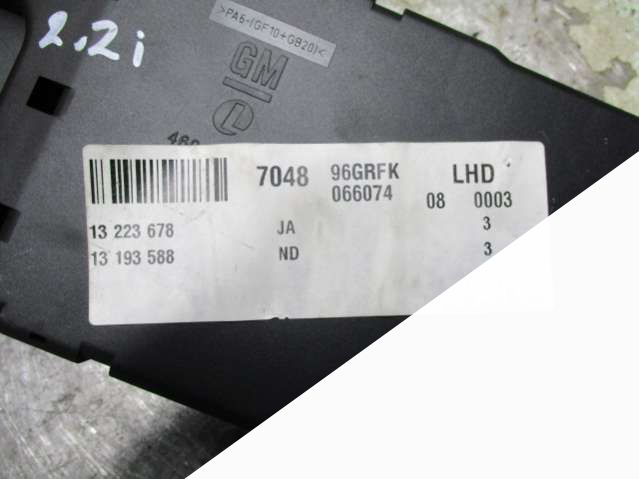 2.2i
>PA6-(GF10+GB20)<
GM
7048 96GRFK LHD
066074 08 0003
13 223 678 JA 3
13 193 588 ND 3